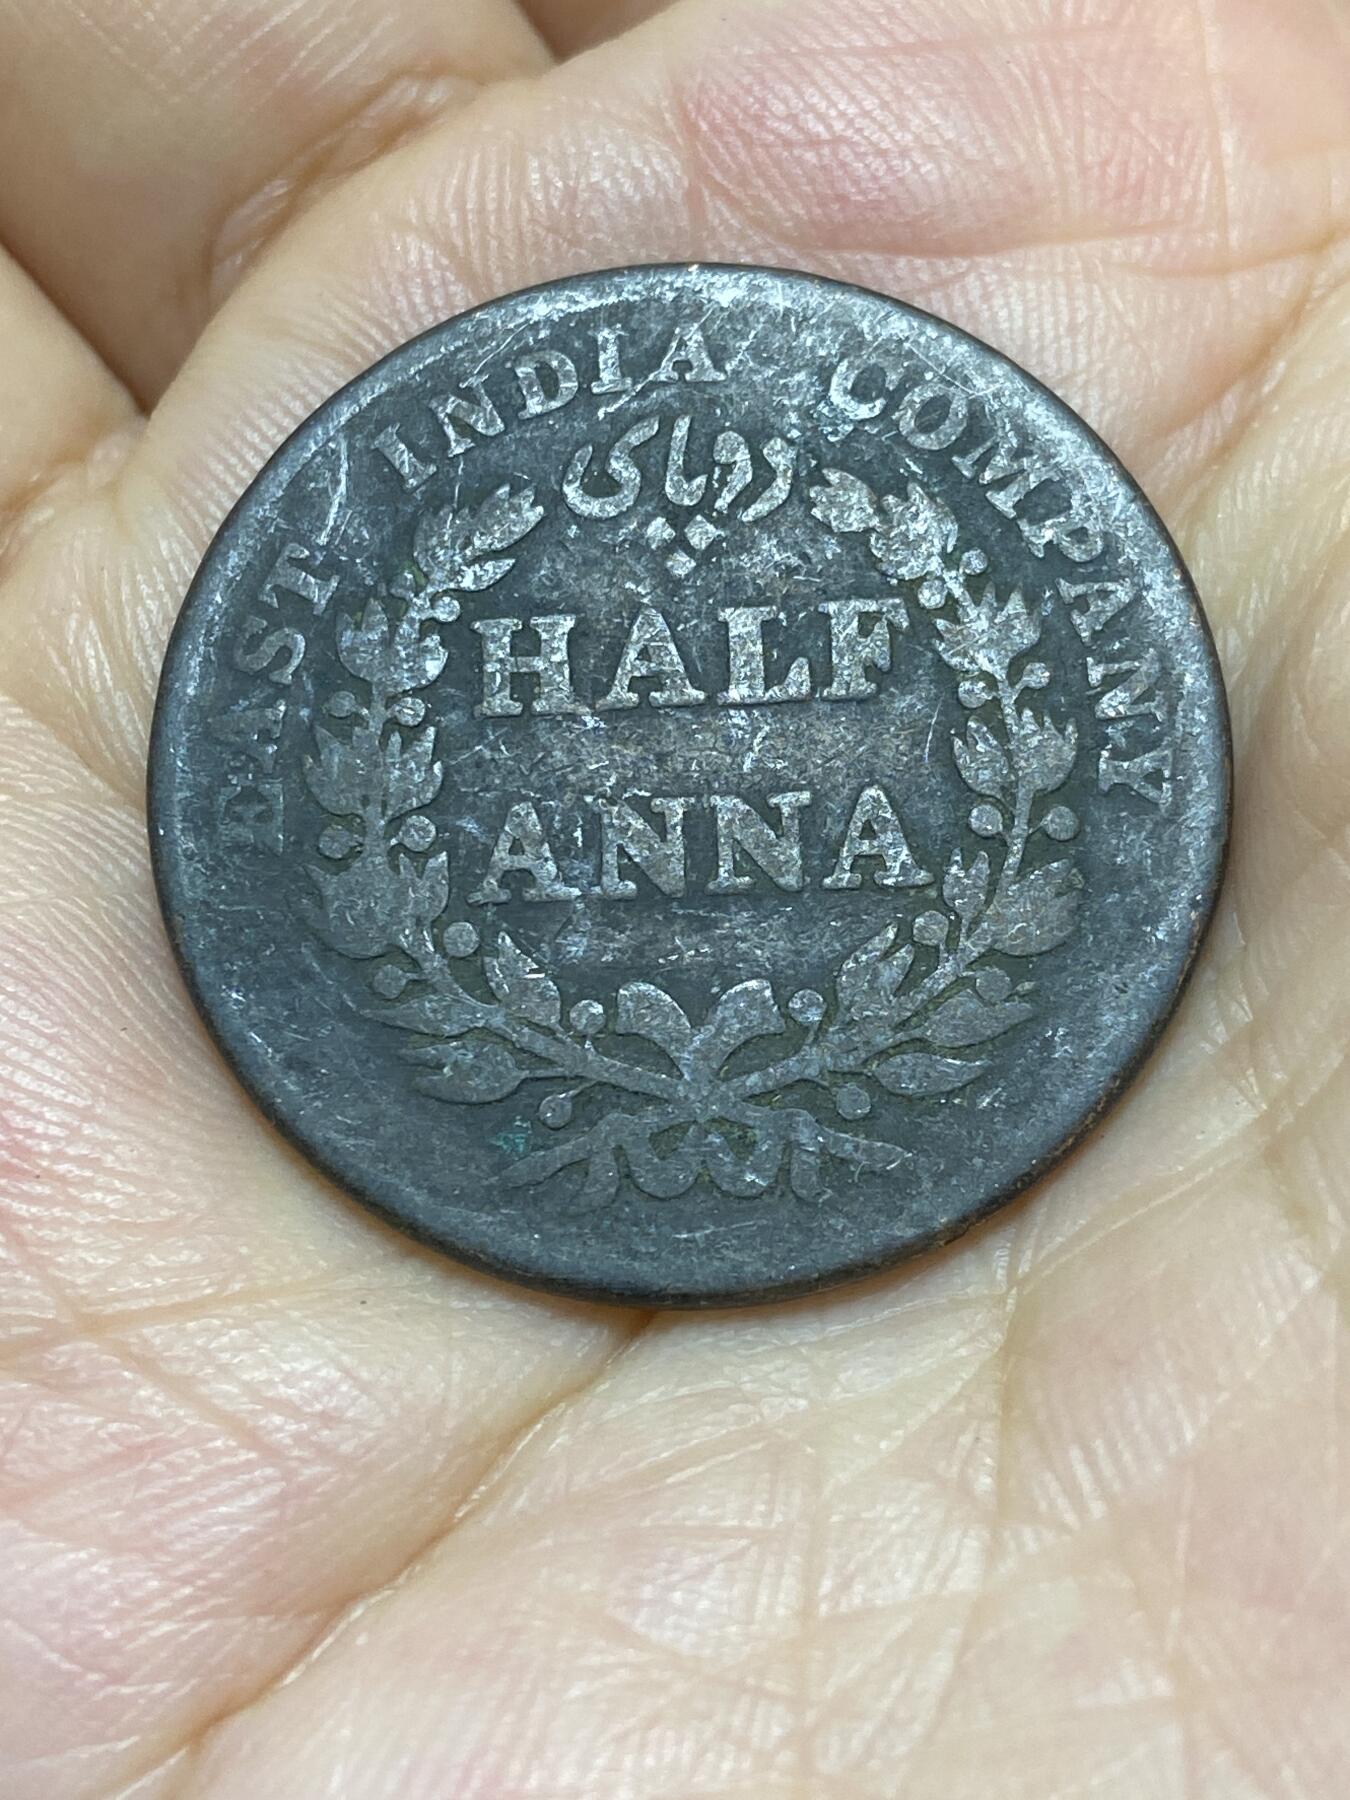 EAST INDIA COMPANY
دو پای
HALF
ANNA